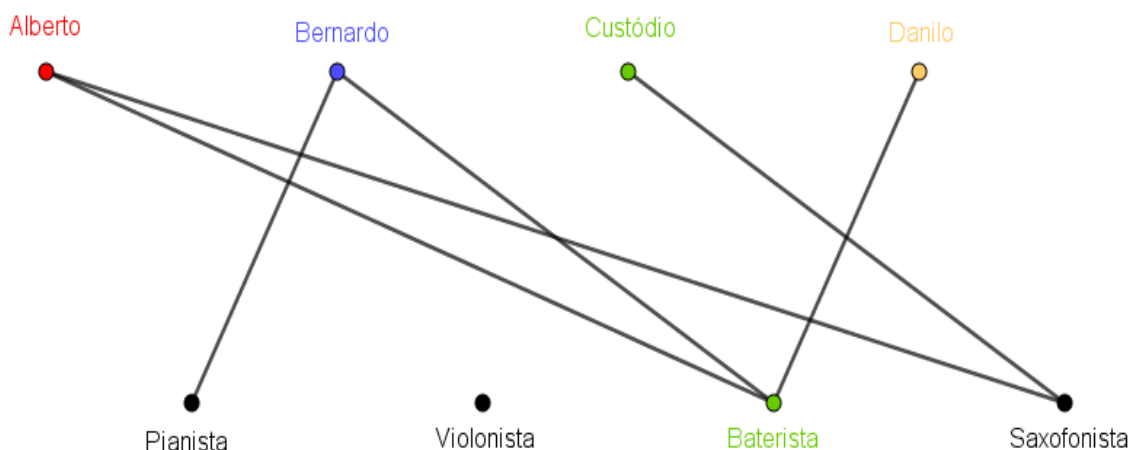 Alberto
Bernardo
Custódio
Danilo
Pianista
Violonista
Baterista
Saxofonista